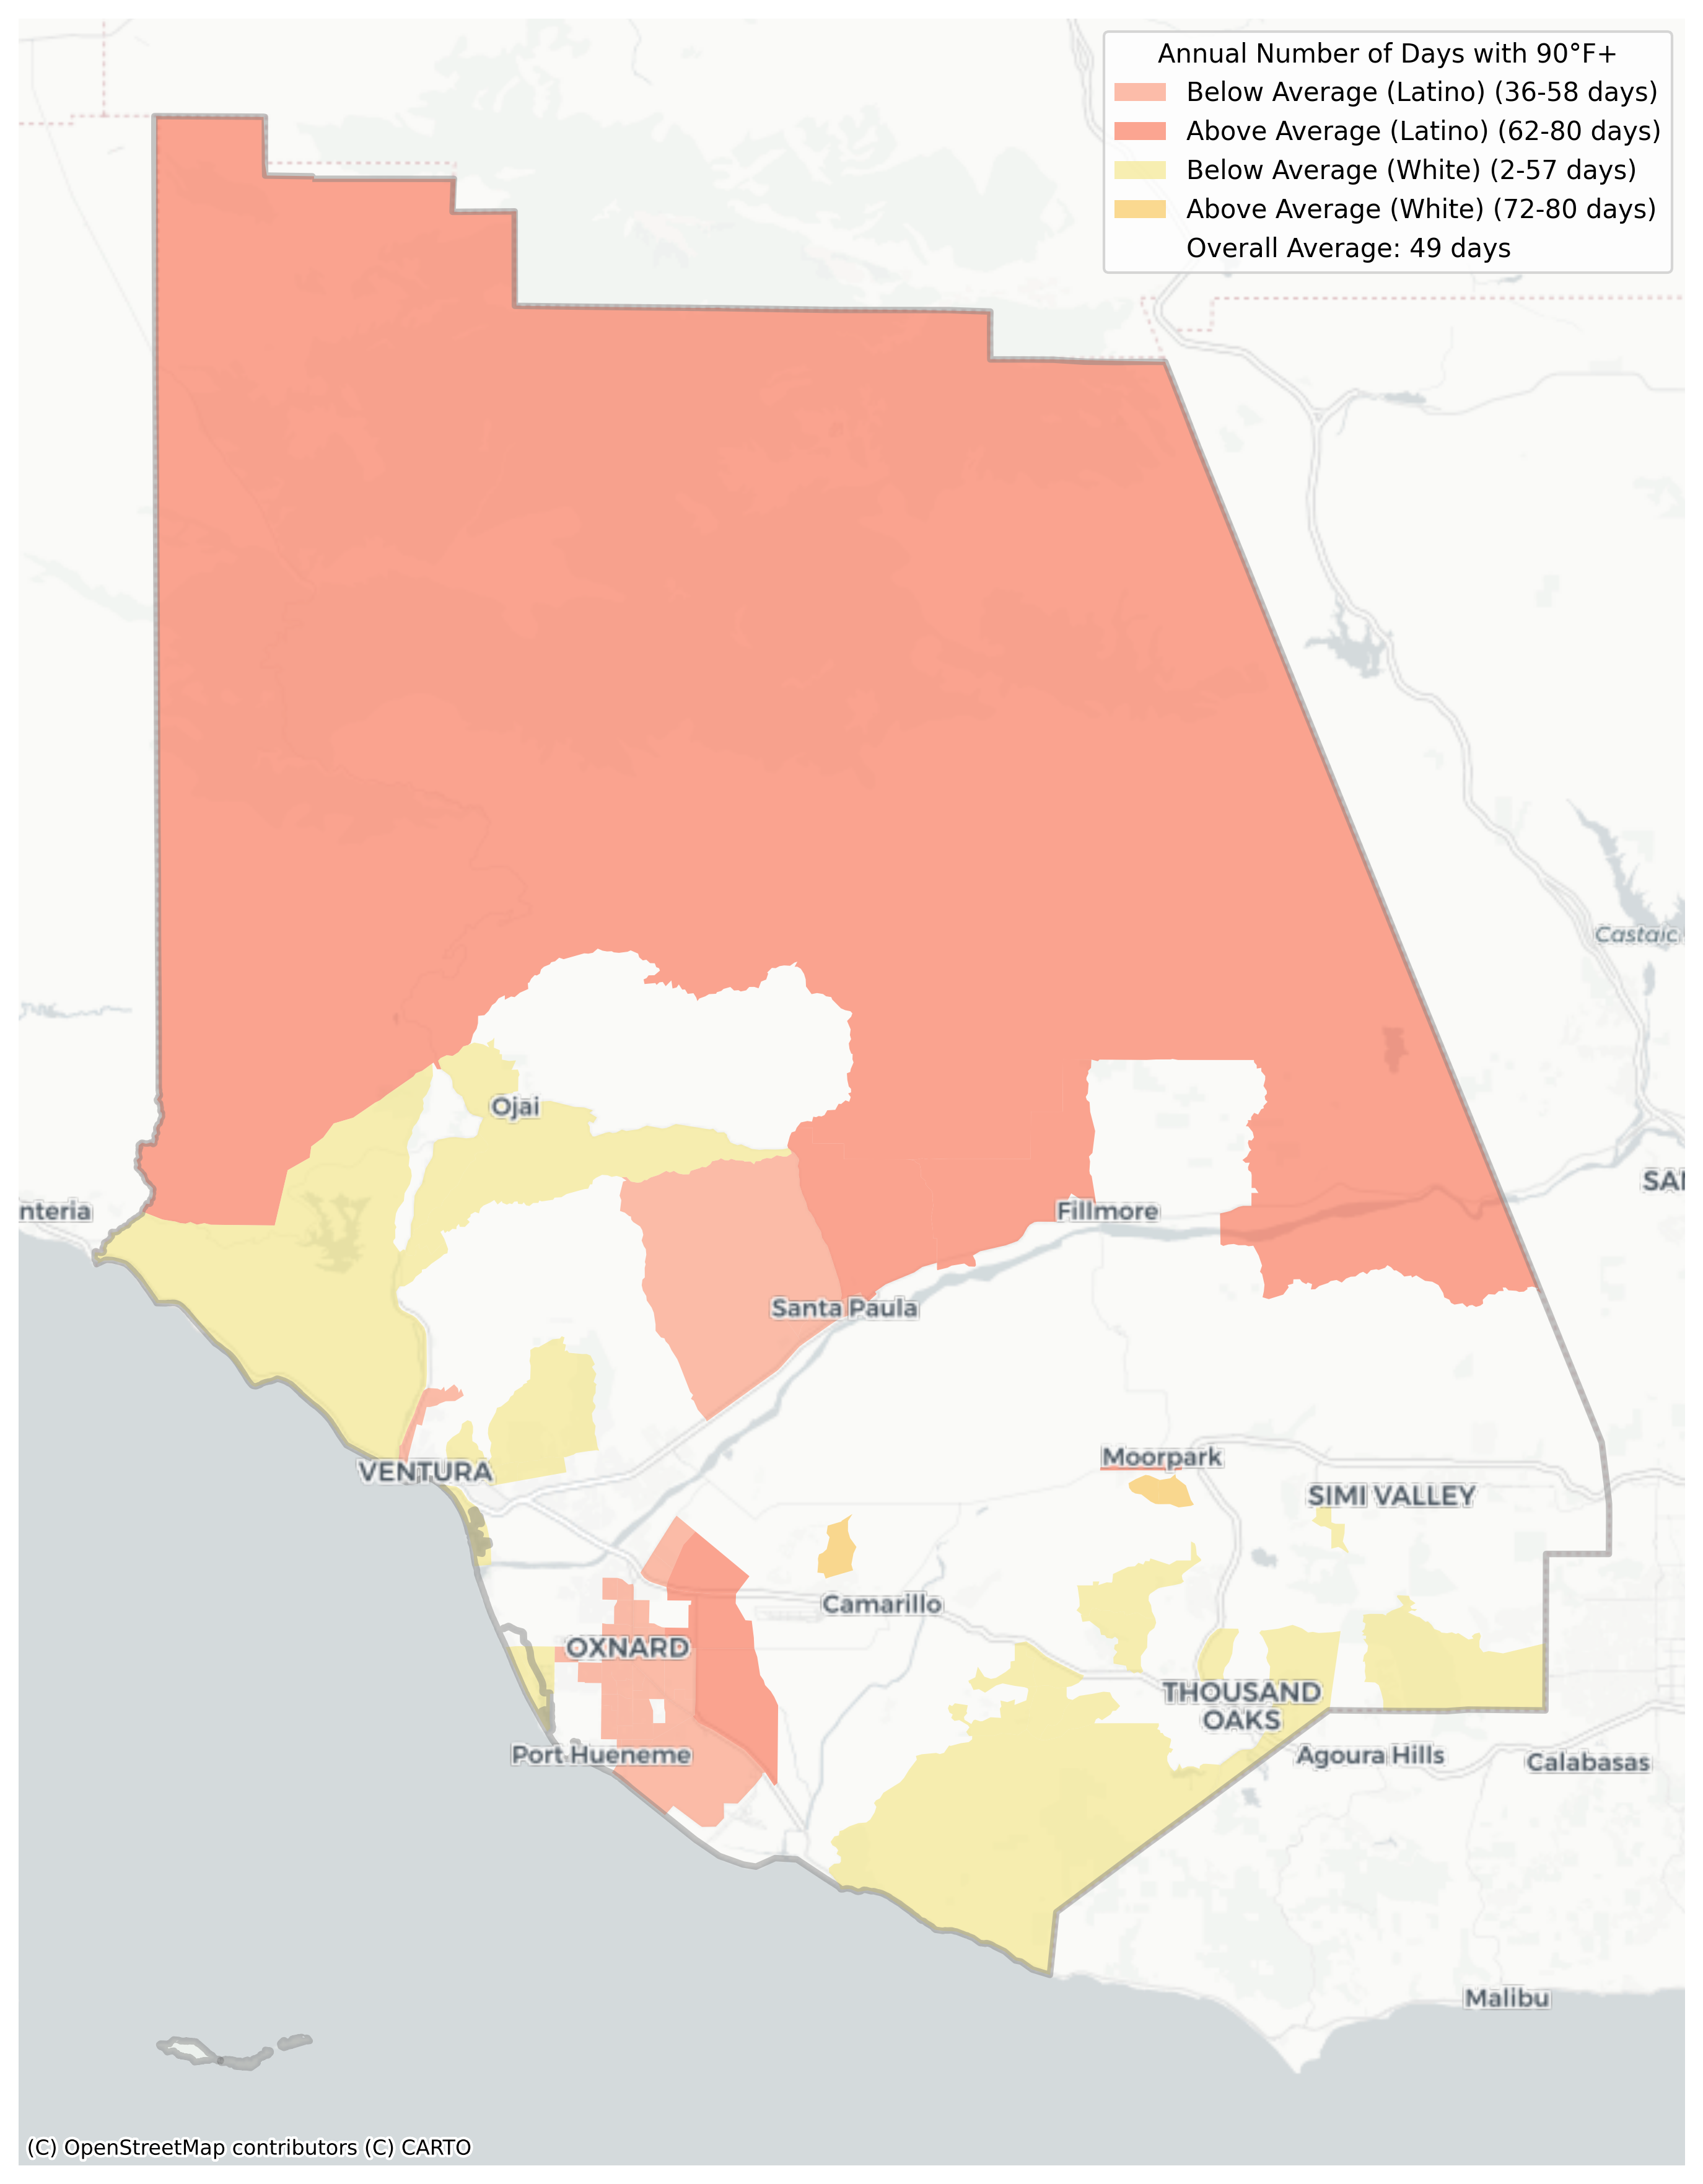 Annual Number of Days with 90°F+
Below Average (Latino) (36-58 days)
Above Average (Latino) (62-80 days)
Below Average (White) (2-57 days)
Above Average (White) (72-80 days)
Overall Average: 49 days
Castaic
Ojai
SAN
nteria
Fillmore
Santa Paula
Moorpark
VENTURA
SIMI VALLEY
Camarillo
OXNARD
THOUSAND
OAKS
Port Hueneme
Agoura Hills
Calabasas
Malibu
(C) OpenStreetMap contributors (C) CARTO